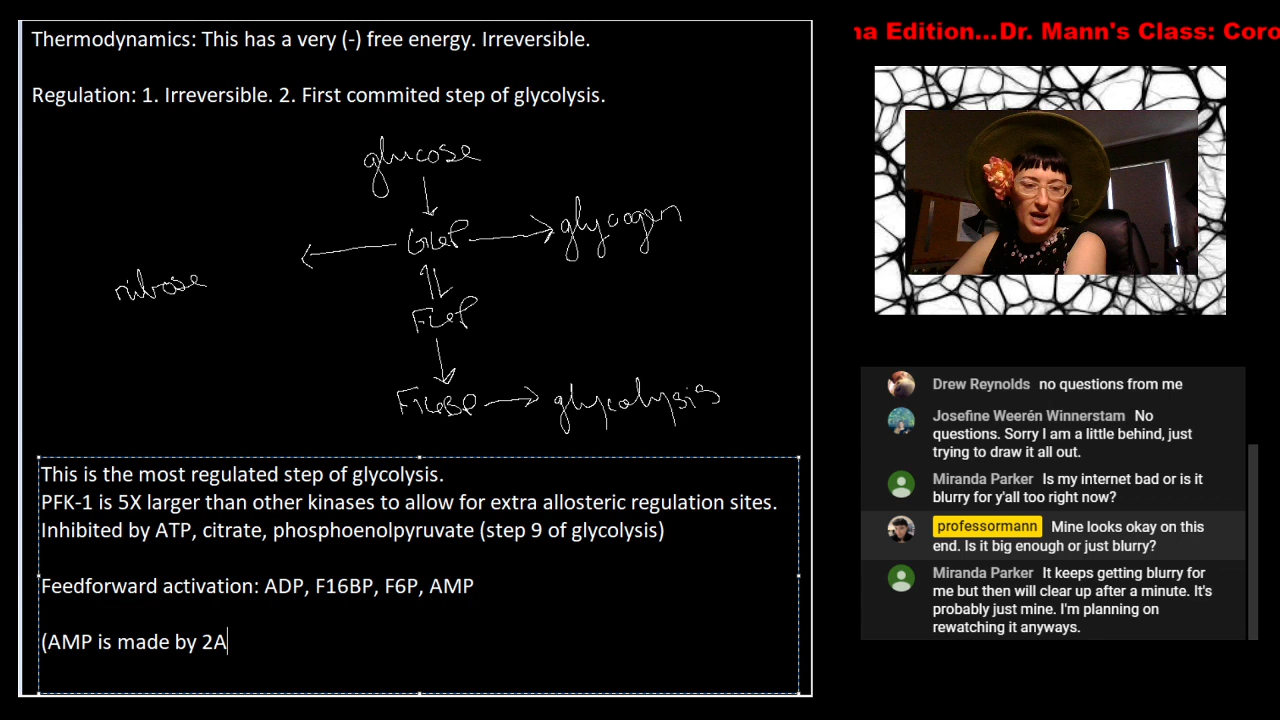 Thermodynamics: This has a very (-) free energy. Irreversible.
Regulation: 1. Irreversible. 2. First commited step of glycolysis.
glucose
G6P
glycogen
ribose
F6P
F16BP
glycolysis
This is the most regulated step of glycolysis.
PFK-1 is 5X larger than other kinases to allow for extra allosteric regulation sites.
Inhibited by ATP, citrate, phosphoenolpyruvate (step 9 of glycolysis)
Feedforward activation: ADP, F16BP, F6P, AMP
(AMP is made by 2A
na Edition...Dr. Mann's Class: Coro
Drew Reynolds no questions from me
Josefine Weerén Winnerstam No
questions. Sorry I am a little behind, just
trying to draw it all out.
Miranda Parker Is my internet bad or is it
blurry for y'all too right now?
professormann Mine looks okay on this
end. Is it big enough or just blurry?
Miranda Parker It keeps getting blurry for
me but then will clear up after a minute. It's
probably just mine. I'm planning on
rewatching it anyways.